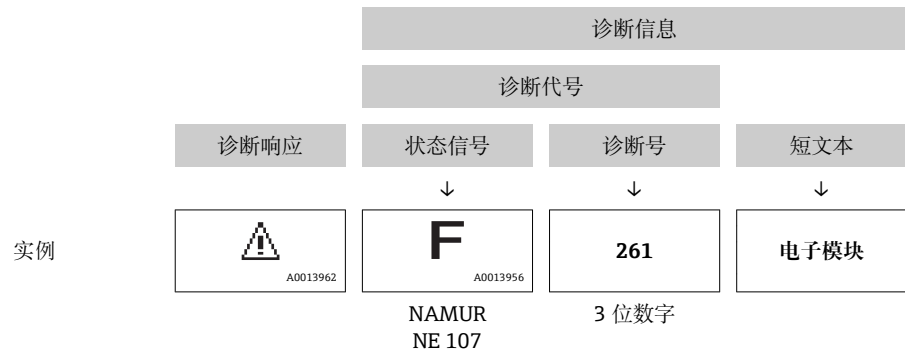 诊断信息
诊断代号
诊断响应 状态信号 诊断号 短文本
↓ ↓ ↓
实例 F 261 电子模块
A0013962 A0013956
NAMUR 3 位数字
NE 107